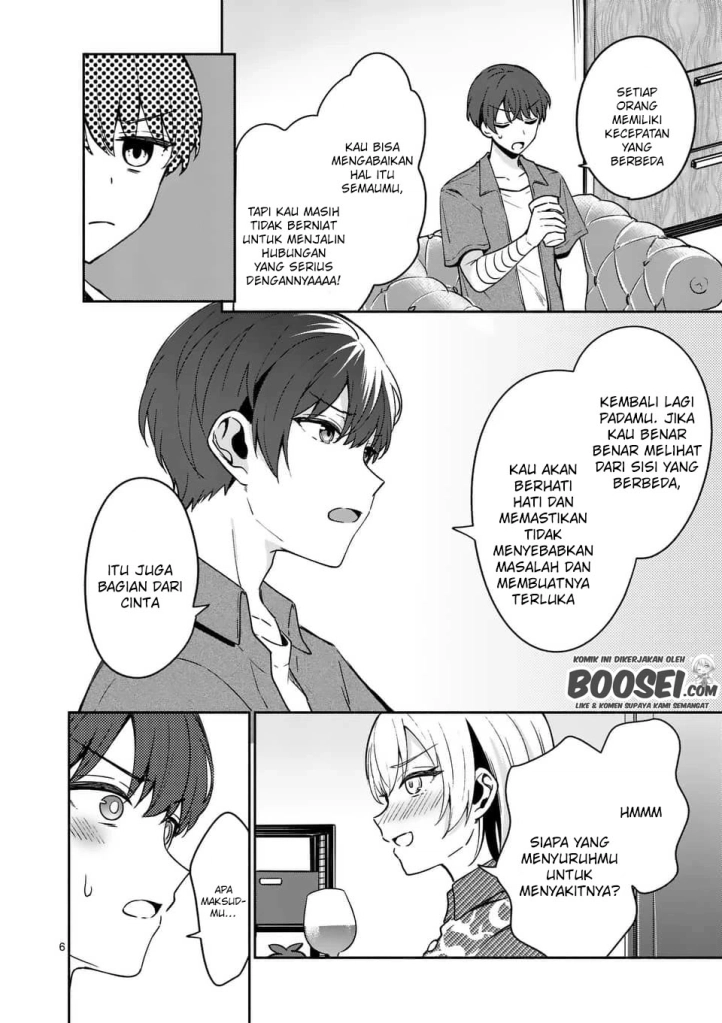 SETIAP
ORANG
MEMILIKI
KECEPATAN
YANG
BERBEDA
KAU BISA
MENGABAIKAN
HAL ITU
SEMAUMU,
TAPI KAU MASIH
TIDAK BERNIAT
UNTUK MENJALIN
HUBUNGAN
YANG SERIUS
DENGANNYAAAA!
KEMBALI LAGI
PADAMU. JIKA
KAU BENAR
BENAR MELIHAT
DARI SISI YANG
BERBEDA,
KAU AKAN
BERHATI
HATI DAN
MEMASTIKAN
TIDAK
MENYEBABKAN
MASALAH DAN
MEMBUATNYA
TERLUKA
ITU JUGA
BAGIAN DARI
CINTA
KOMIK INI DIKERJAKAN OLEH
BOOSEI.COM
LIKE & KOMEN SUPAYA KAMI SEMANGAT
HMMM
SIAPA YANG
MENYURUHMU
UNTUK
MENYAKITNYA?
APA
MAKSUD-
MU...
6